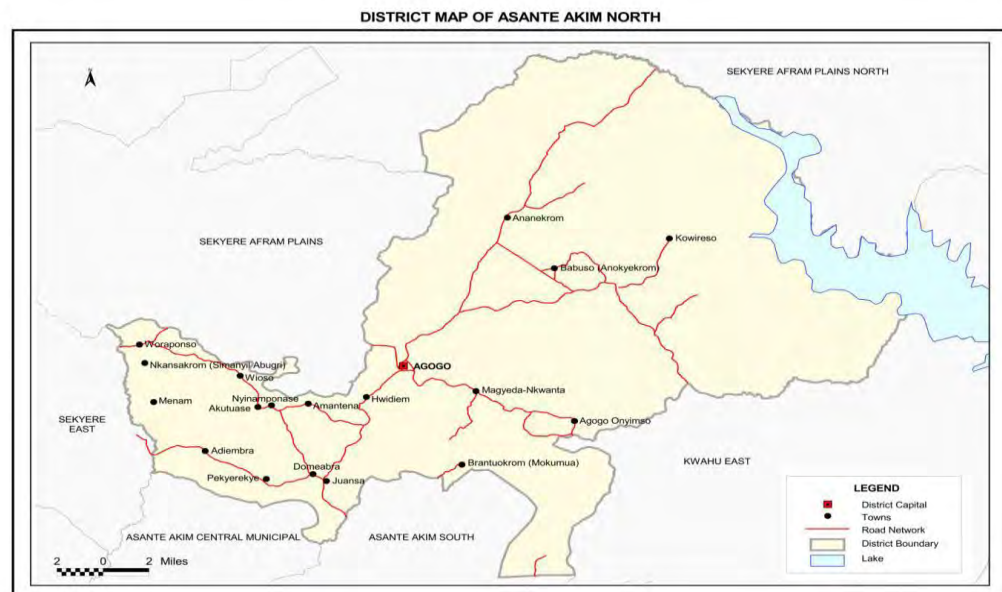 DISTRICT MAP OF ASANTE AKIM NORTH
N
SEKYERE AFRAM PLAINS NORTH
Ananekrom
SEKYERE AFRAM PLAINS
Kowireso
Babuso (Anokyekrom)
Woraponso
Nkansakrom (Simanyil Abugri)
AGOGO
Wioso
Magyeda-Nkwanta
Menam
Nyinamponase
Akutuase
Amantenai
Hwidiem
SEKYERE
EAST
Agogo Onyimso
Adiembra
KWAHU EAST
Domeabra
Brantuokrom (Mokumua)
Pekyerekye
Juansa
ASANTE AKIM CENTRAL MUNICIPAL
ASANTE AKIM SOUTH
2 0 2 Miles
LEGEND
District Capital
Towns
Road Network
District Boundary
Lake